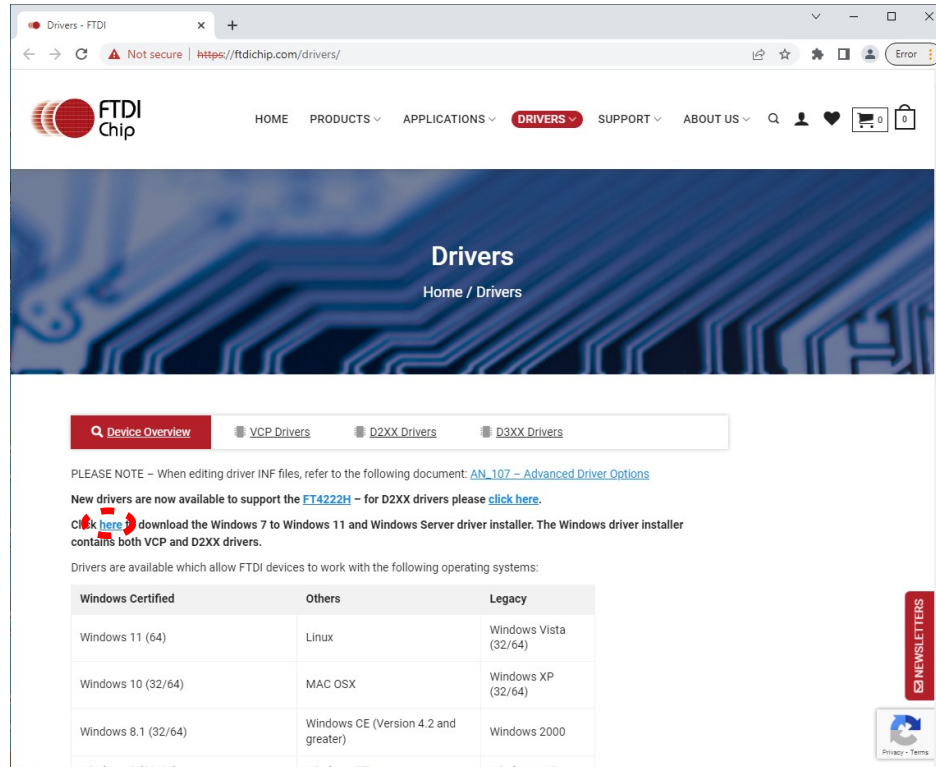 Drivers - FTDI
Not secure | https://ftdichip.com/drivers/
Error
FTDI
Chip
HOME PRODUCTS APPLICATIONS DRIVERS SUPPORT ABOUT US 0 0
Drivers
Home / Drivers
Device Overview VCP Drivers D2XX Drivers D3XX Drivers
PLEASE NOTE – When editing driver INF files, refer to the following document: AN_107 – Advanced Driver Options
New drivers are now available to support the FT4222H – for D2XX drivers please click here.
Click here to download the Windows 7 to Windows 11 and Windows Server driver installer. The Windows driver installer
contains both VCP and D2XX drivers.
Drivers are available which allow FTDI devices to work with the following operating systems:
Windows Certified Others Legacy
Windows 11 (64) Linux Windows Vista
(32/64)
Windows 10 (32/64) MAC OSX Windows XP
(32/64)
Windows 8.1 (32/64) Windows CE (Version 4.2 and
greater) Windows 2000
NEWSLETTERS
Privacy - Terms